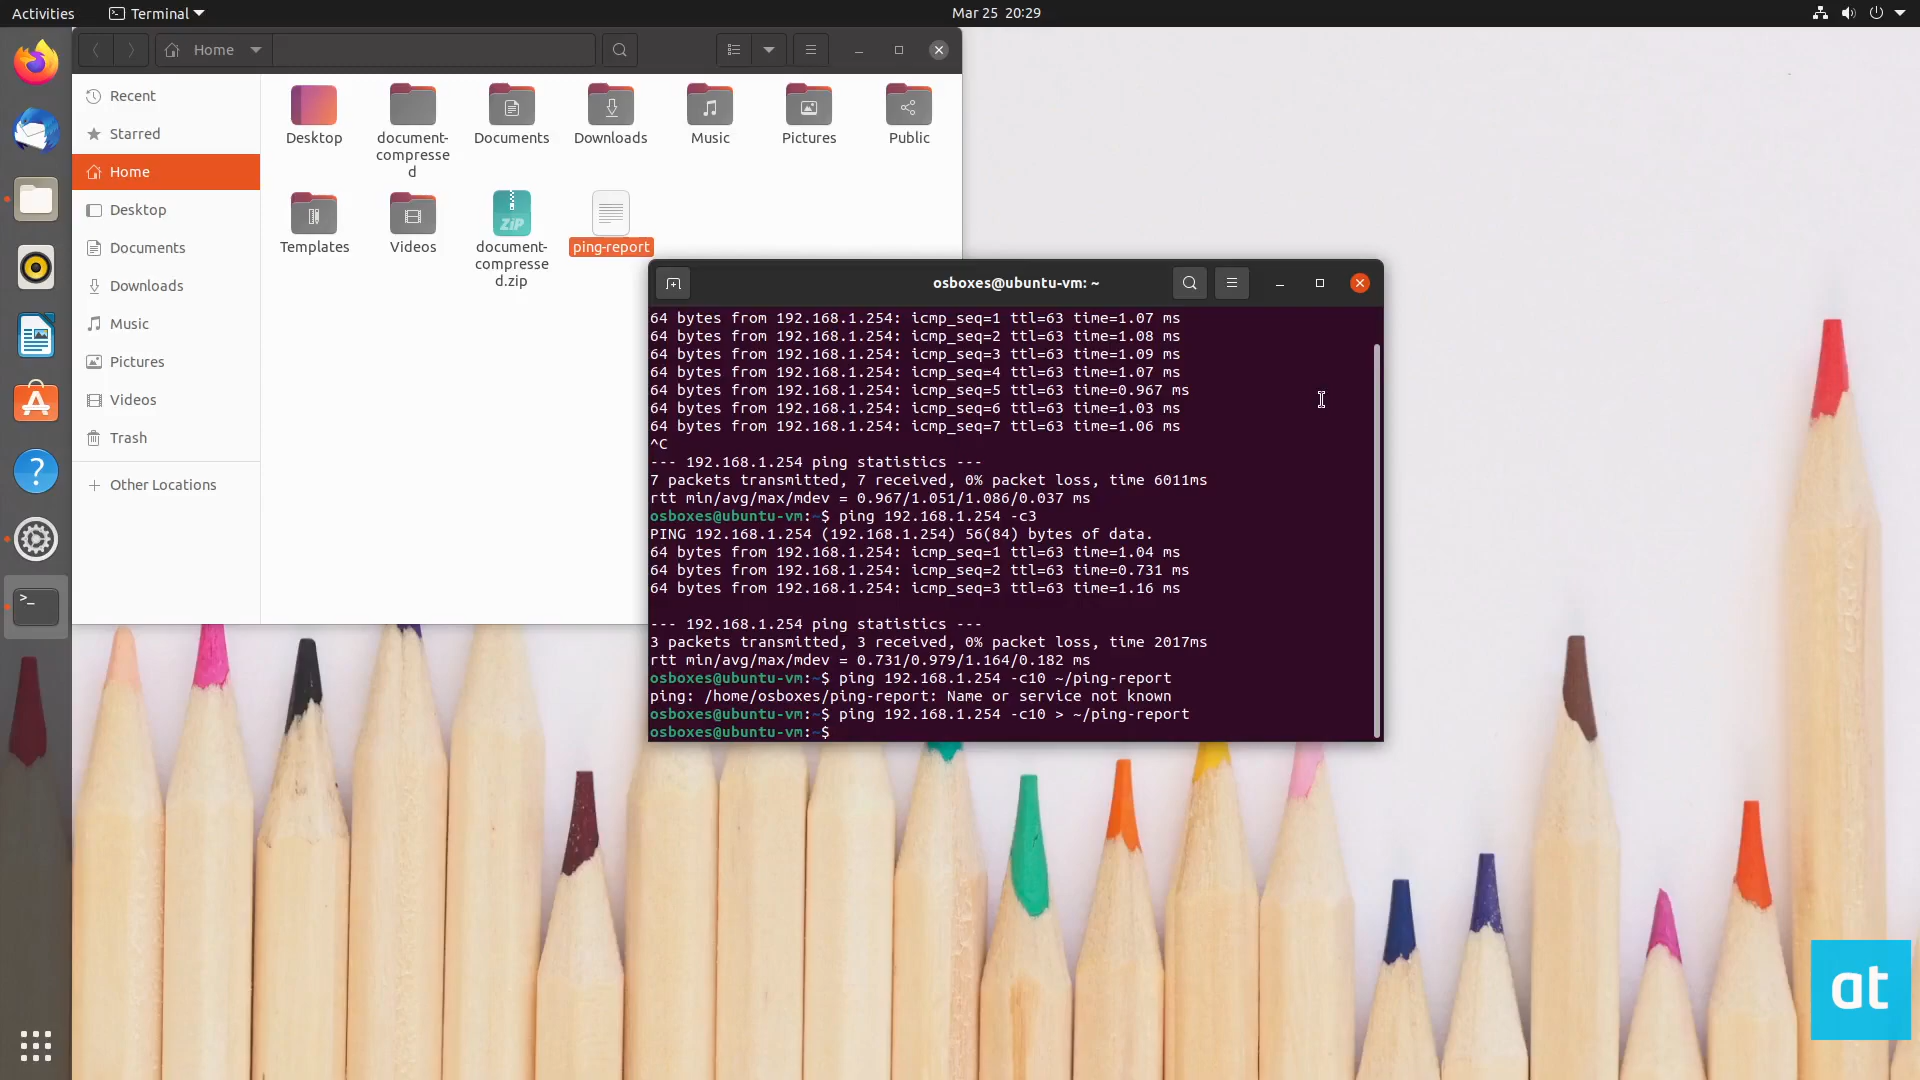 Activities
Terminal
Mar 25 20:29
Home
Recent
Starred
Home
Desktop
Documents
Downloads
Music
Pictures
Videos
Trash
Other Locations
Desktop
document-
compresse
d
Documents
Downloads
Music
Pictures
Public
Templates
Videos
ZIP
document-
compresse
d.zip
ping-report
osboxes@ubuntu-vm: ~
64 bytes from 192.168.1.254: icmp_seq=1 ttl=63 time=1.07 ms
64 bytes from 192.168.1.254: icmp_seq=2 ttl=63 time=1.08 ms
64 bytes from 192.168.1.254: icmp_seq=3 ttl=63 time=1.09 ms
64 bytes from 192.168.1.254: icmp_seq=4 ttl=63 time=1.07 ms
64 bytes from 192.168.1.254: icmp_seq=5 ttl=63 time=0.967 ms
64 bytes from 192.168.1.254: icmp_seq=6 ttl=63 time=1.03 ms
64 bytes from 192.168.1.254: icmp_seq=7 ttl=63 time=1.06 ms
^C
--- 192.168.1.254 ping statistics ---
7 packets transmitted, 7 received, 0% packet loss, time 6011ms
rtt min/avg/max/mdev = 0.967/1.051/1.086/0.037 ms
osboxes@ubuntu-vm:~$ ping 192.168.1.254 -c3
PING 192.168.1.254 (192.168.1.254) 56(84) bytes of data.
64 bytes from 192.168.1.254: icmp_seq=1 ttl=63 time=1.04 ms
64 bytes from 192.168.1.254: icmp_seq=2 ttl=63 time=0.731 ms
64 bytes from 192.168.1.254: icmp_seq=3 ttl=63 time=1.16 ms
--- 192.168.1.254 ping statistics ---
3 packets transmitted, 3 received, 0% packet loss, time 2017ms
rtt min/avg/max/mdev = 0.731/0.979/1.164/0.182 ms
osboxes@ubuntu-vm:~$ ping 192.168.1.254 -c10 ~/ping-report
ping: /home/osboxes/ping-report: Name or service not known
osboxes@ubuntu-vm:~$ ping 192.168.1.254 -c10 > ~/ping-report
osboxes@ubuntu-vm:~$
at